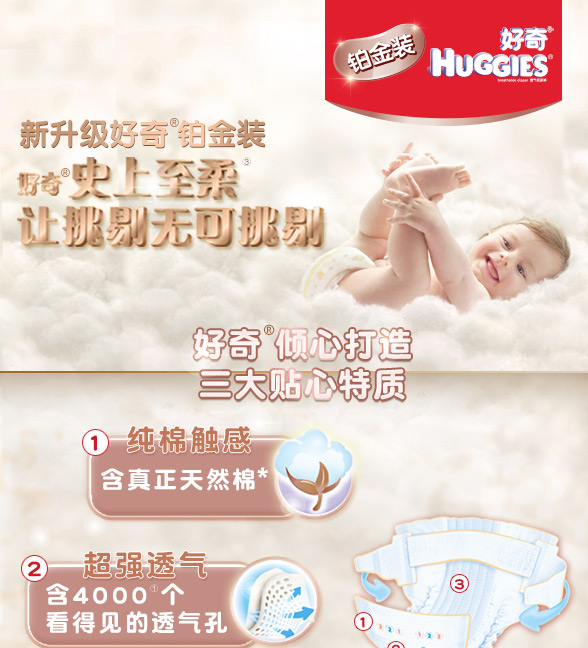 铂金装
好奇®
HUGGIES®
新升级好奇®铂金装
好奇®史上至柔③
让挑剔无可挑剔
好奇®倾心打造
三大贴心特质
① 纯棉触感
含真正天然棉*
② 超强透气
含4000①个
看得见的透气孔
③
①